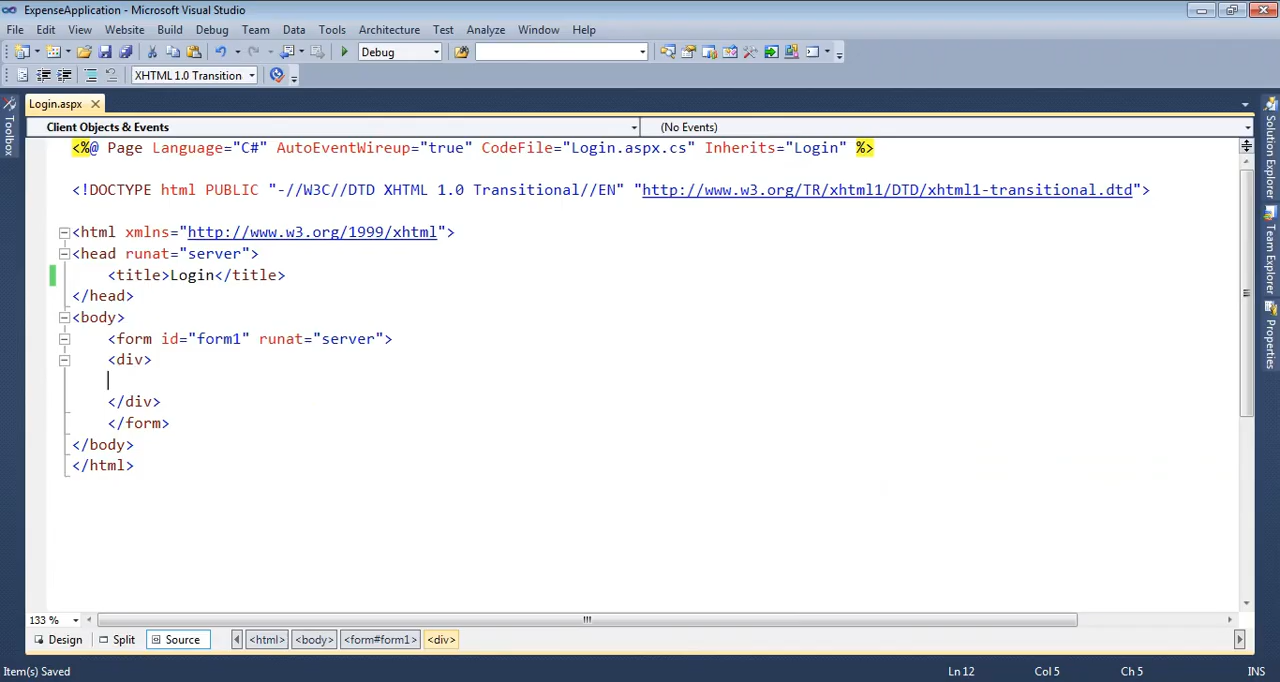 ExpenseApplication - Microsoft Visual Studio
File Edit View Website Build Debug Team Data Tools Architecture Test Analyze Window Help
Debug
XHTML 1.0 Transition
Login.aspx
Client Objects & Events (No Events)
<%@ Page Language="C#" AutoEventWireup="true" CodeFile="Login.aspx.cs" Inherits="Login" %>
<!DOCTYPE html PUBLIC "-//W3C//DTD XHTML 1.0 Transitional//EN" "http://www.w3.org/TR/xhtml1/DTD/xhtml1-transitional.dtd">
<html xmlns="http://www.w3.org/1999/xhtml">
<head runat="server">
<title>Login</title>
</head>
<body>
<form id="form1" runat="server">
<div>
</div>
</form>
</body>
</html>
133 %
Design Split Source <html> <body> <form#form1> <div>
Item(s) Saved Ln 12 Col 5 Ch 5 INS
Toolbox
Solution Explorer
Team Explorer
Properties